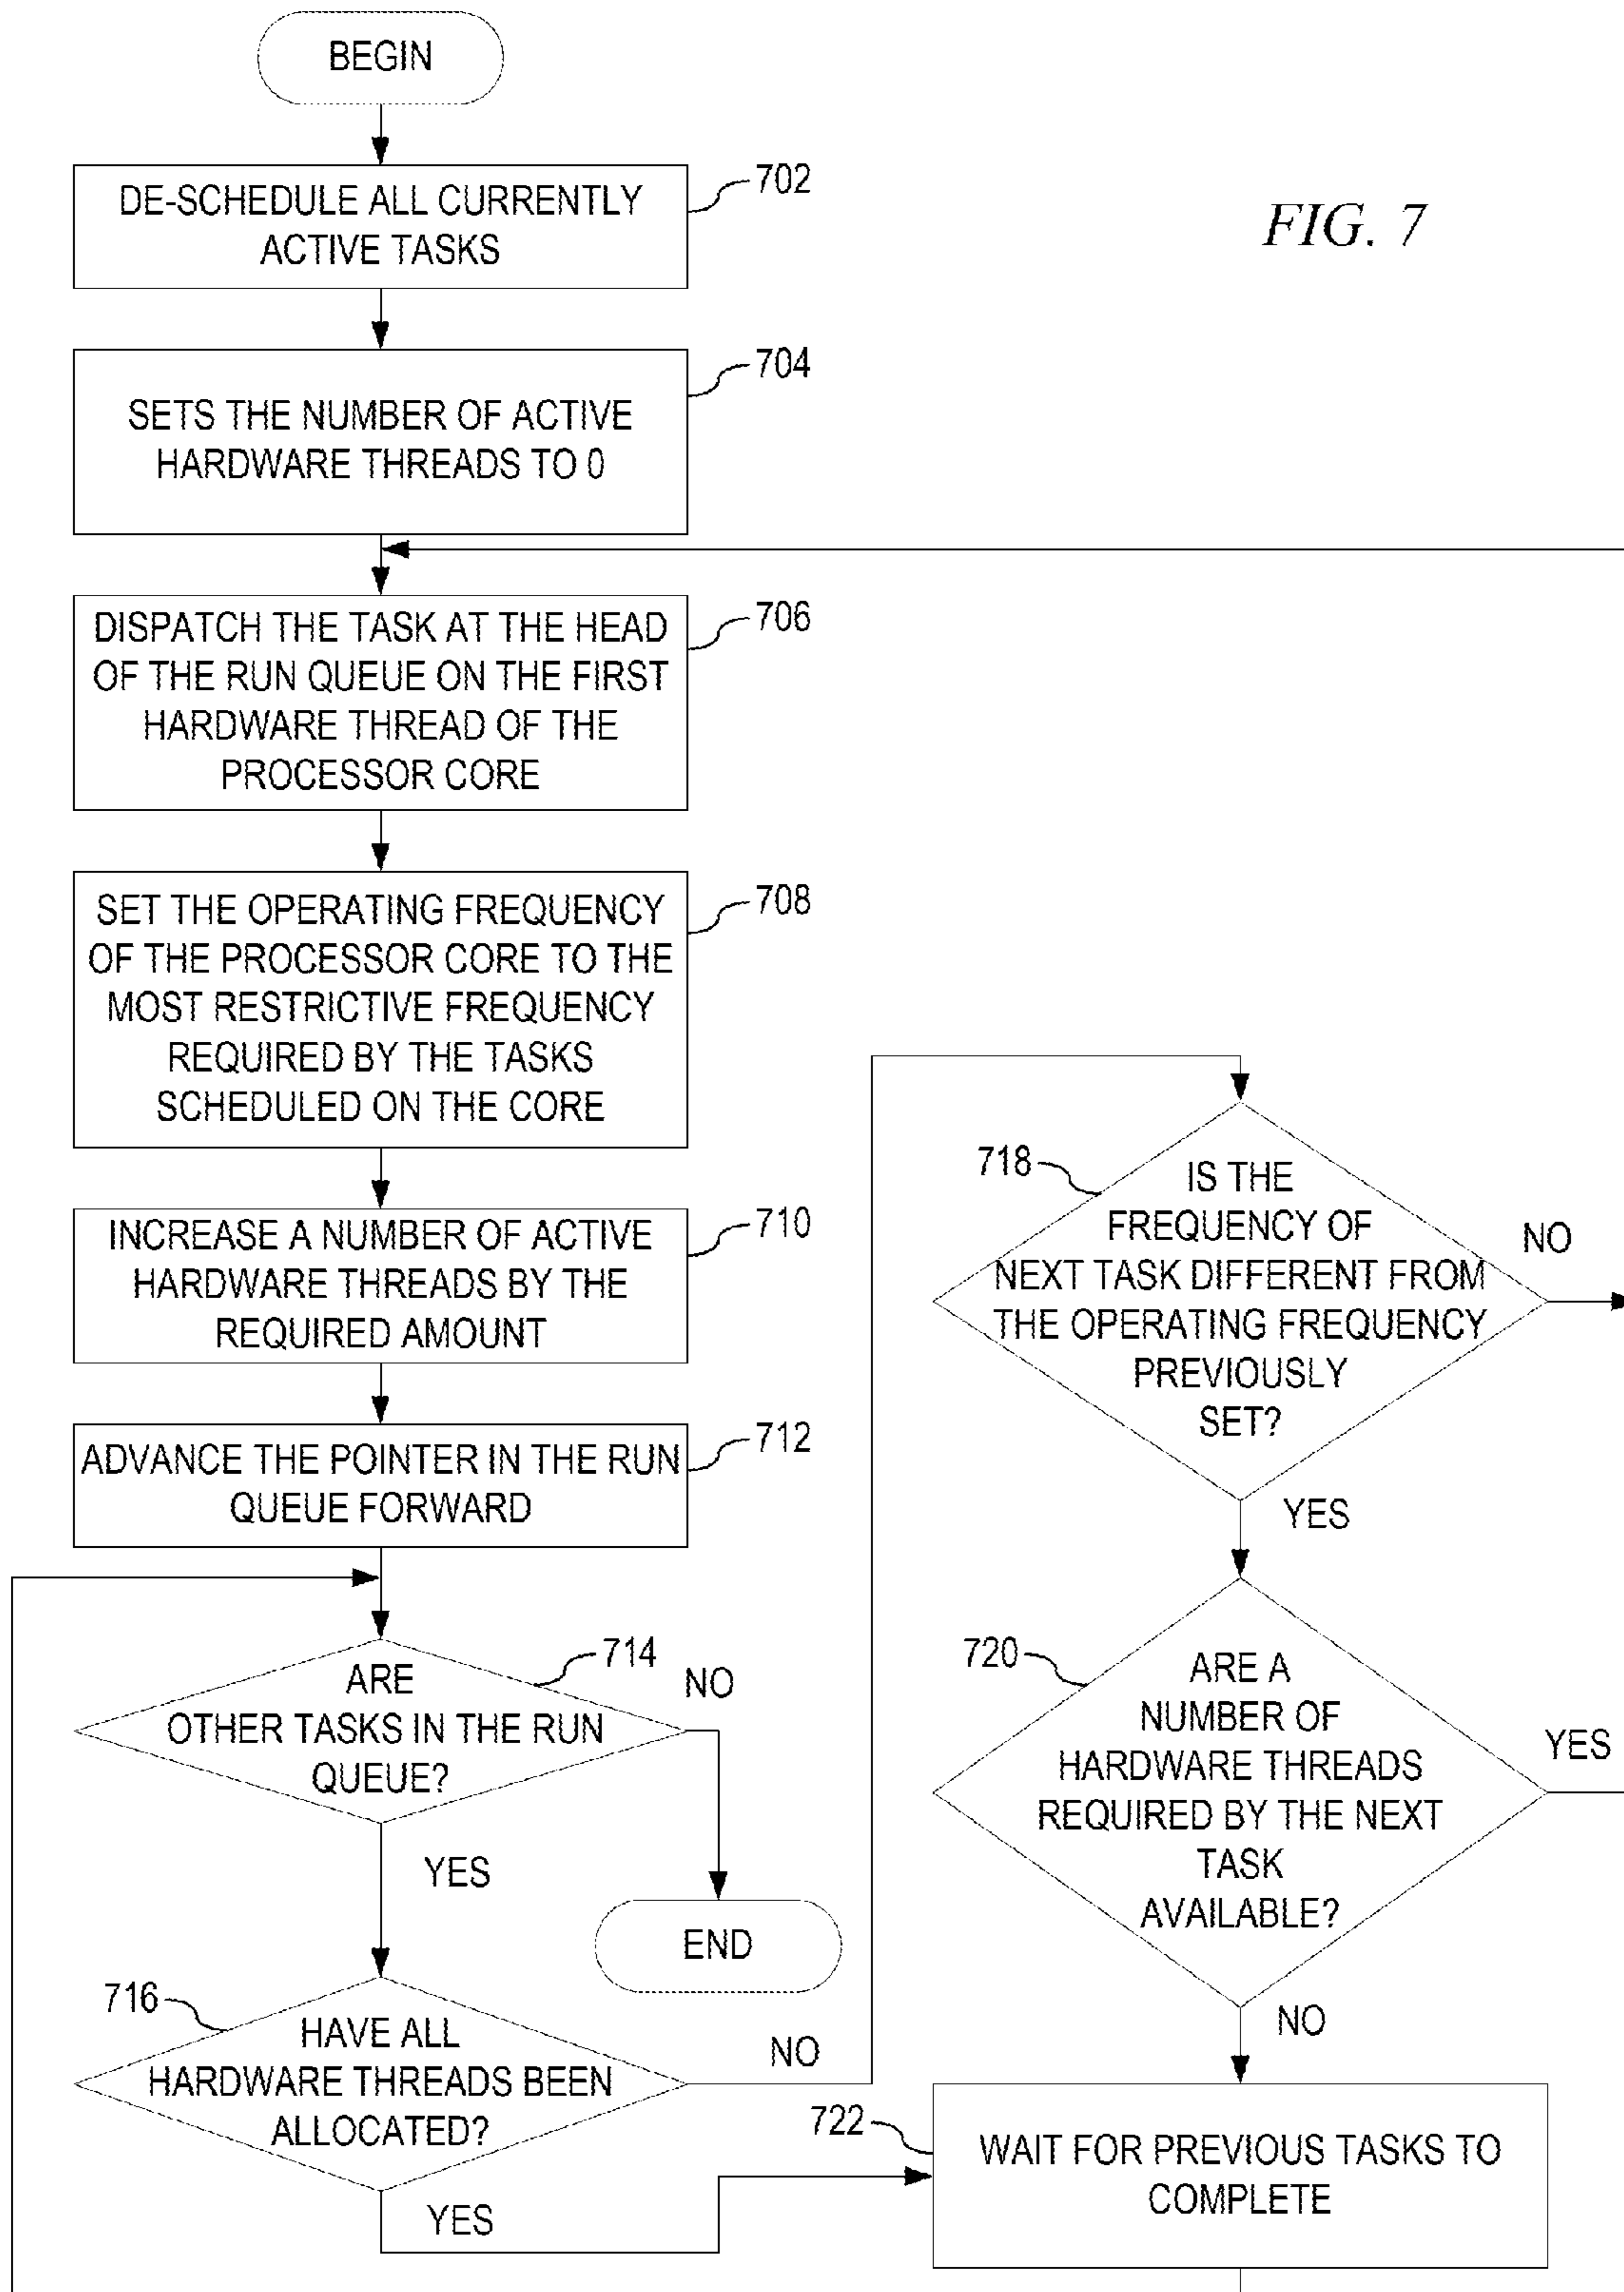 BEGIN
DE-SCHEDULE ALL CURRENTLY
ACTIVE TASKS
702
FIG. 7
SETS THE NUMBER OF ACTIVE
HARDWARE THREADS TO 0
704
DISPATCH THE TASK AT THE HEAD
OF THE RUN QUEUE ON THE FIRST
HARDWARE THREAD OF THE
PROCESSOR CORE
706
SET THE OPERATING FREQUENCY
OF THE PROCESSOR CORE TO THE
MOST RESTRICTIVE FREQUENCY
REQUIRED BY THE TASKS
SCHEDULED ON THE CORE
708
INCREASE A NUMBER OF ACTIVE
HARDWARE THREADS BY THE
REQUIRED AMOUNT
710
ADVANCE THE POINTER IN THE RUN
QUEUE FORWARD
712
ARE
OTHER TASKS IN THE RUN
QUEUE?
714
NO
YES
END
716
HAVE ALL
HARDWARE THREADS BEEN
ALLOCATED?
NO
YES
718
IS THE
FREQUENCY OF
NEXT TASK DIFFERENT FROM
THE OPERATING FREQUENCY
PREVIOUSLY
SET?
NO
YES
720
ARE A
NUMBER OF
HARDWARE THREADS
REQUIRED BY THE NEXT
TASK
AVAILABLE?
YES
NO
722
WAIT FOR PREVIOUS TASKS TO
COMPLETE